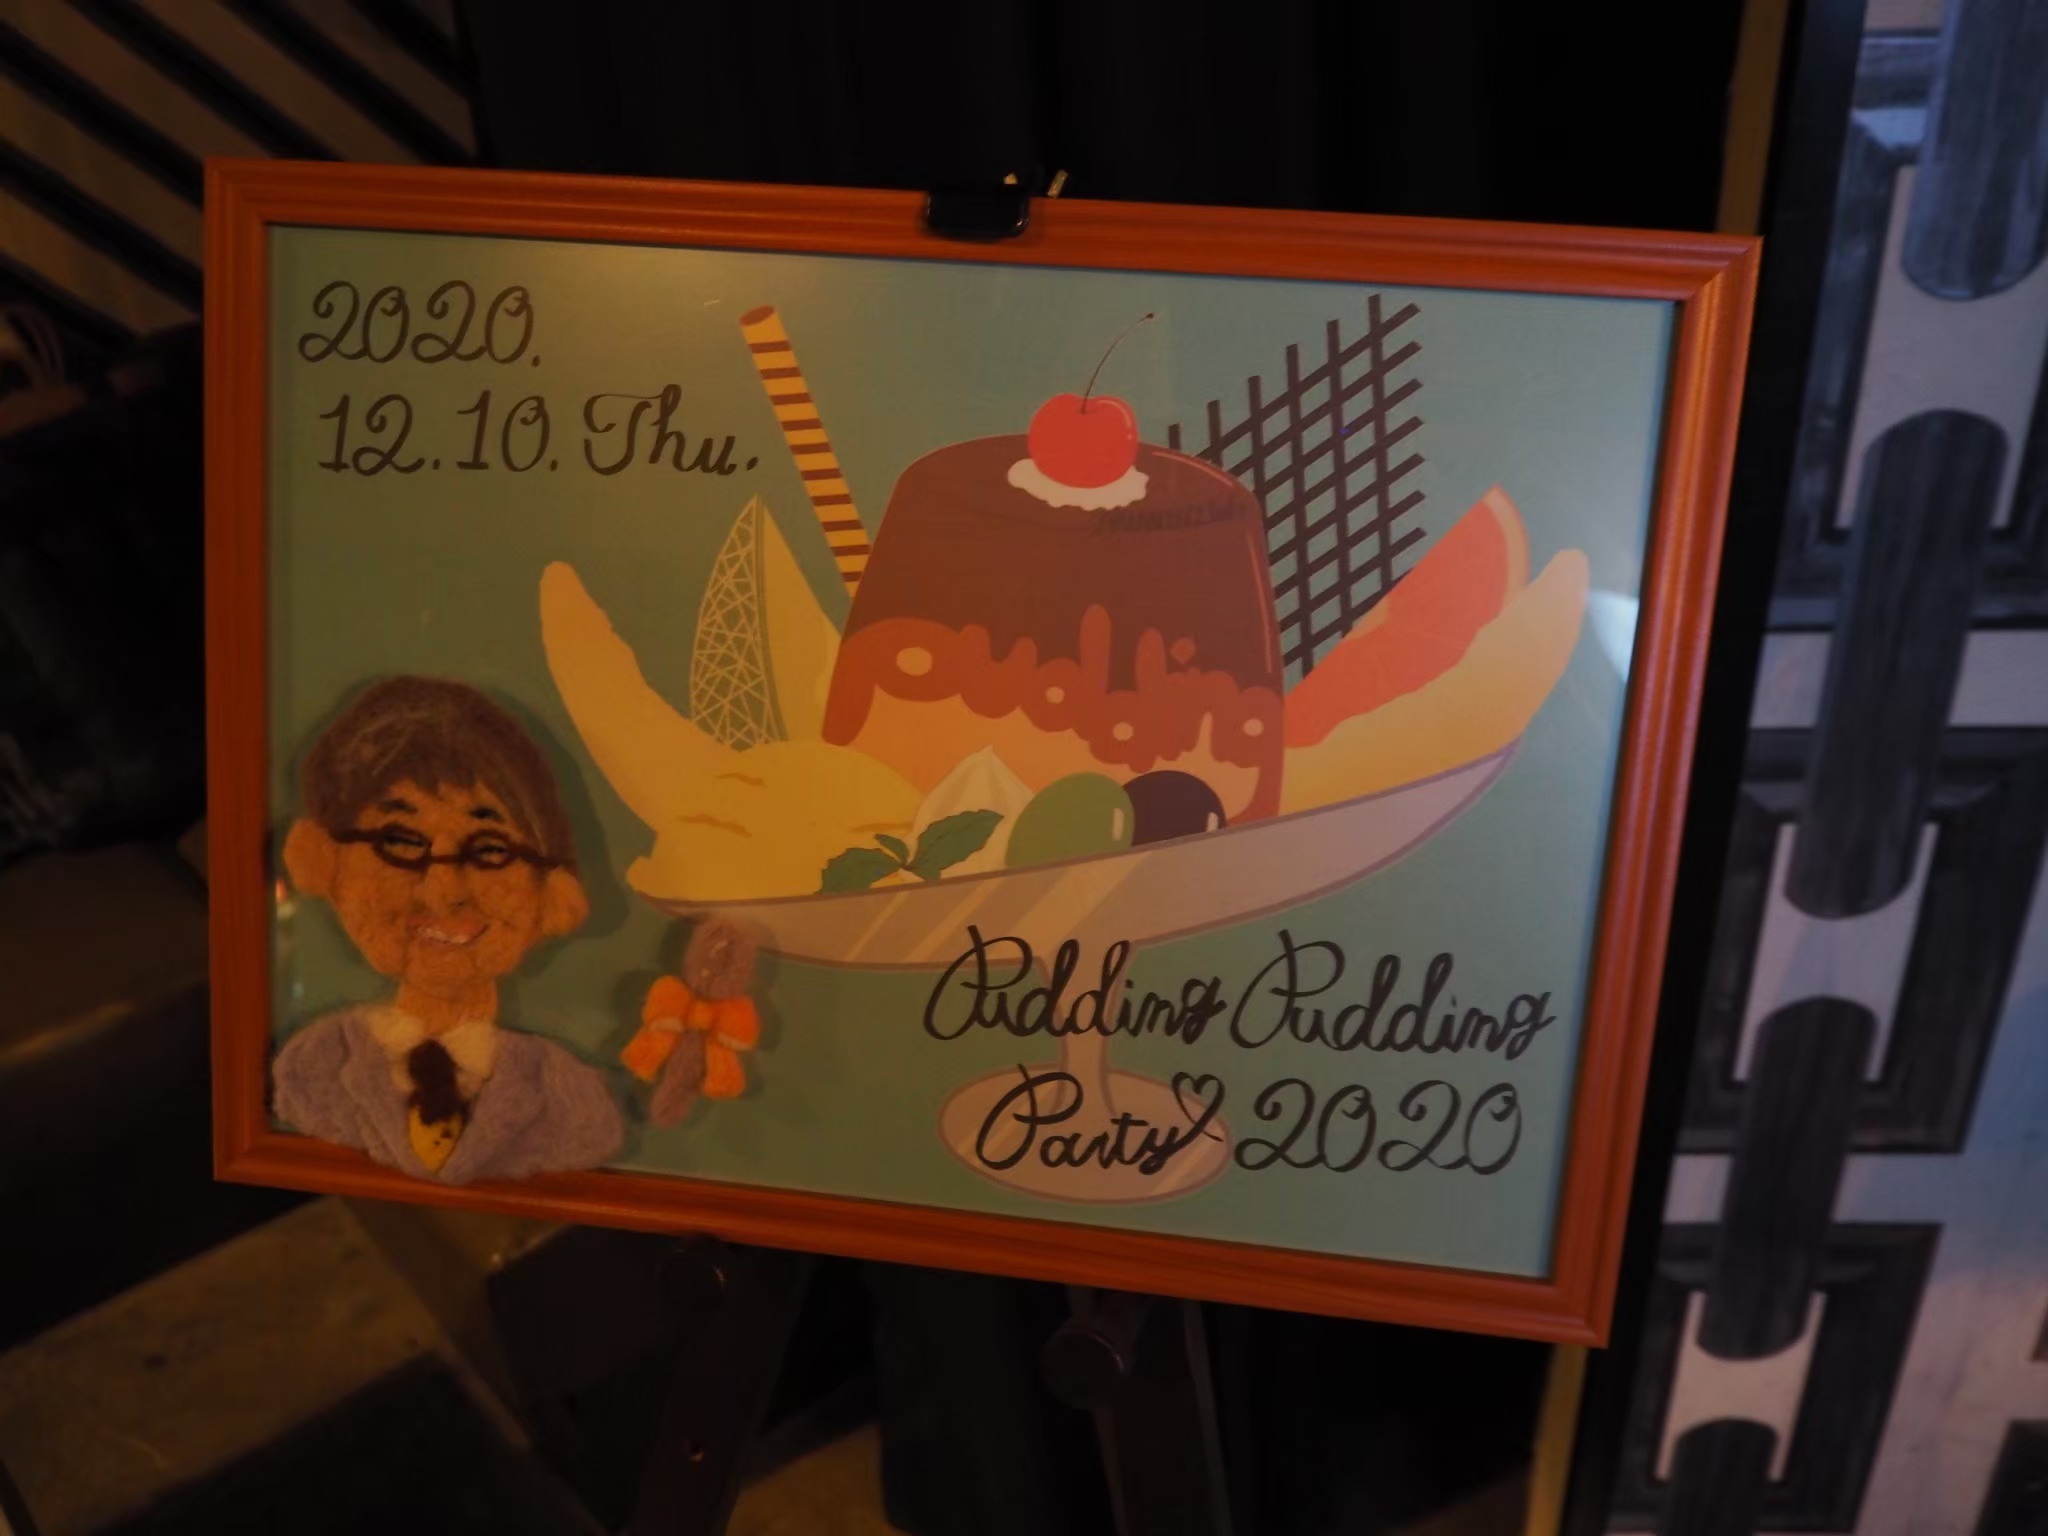 2020.
12.10. Thu.
pudding
Pudding Pudding
Party♡ 2020